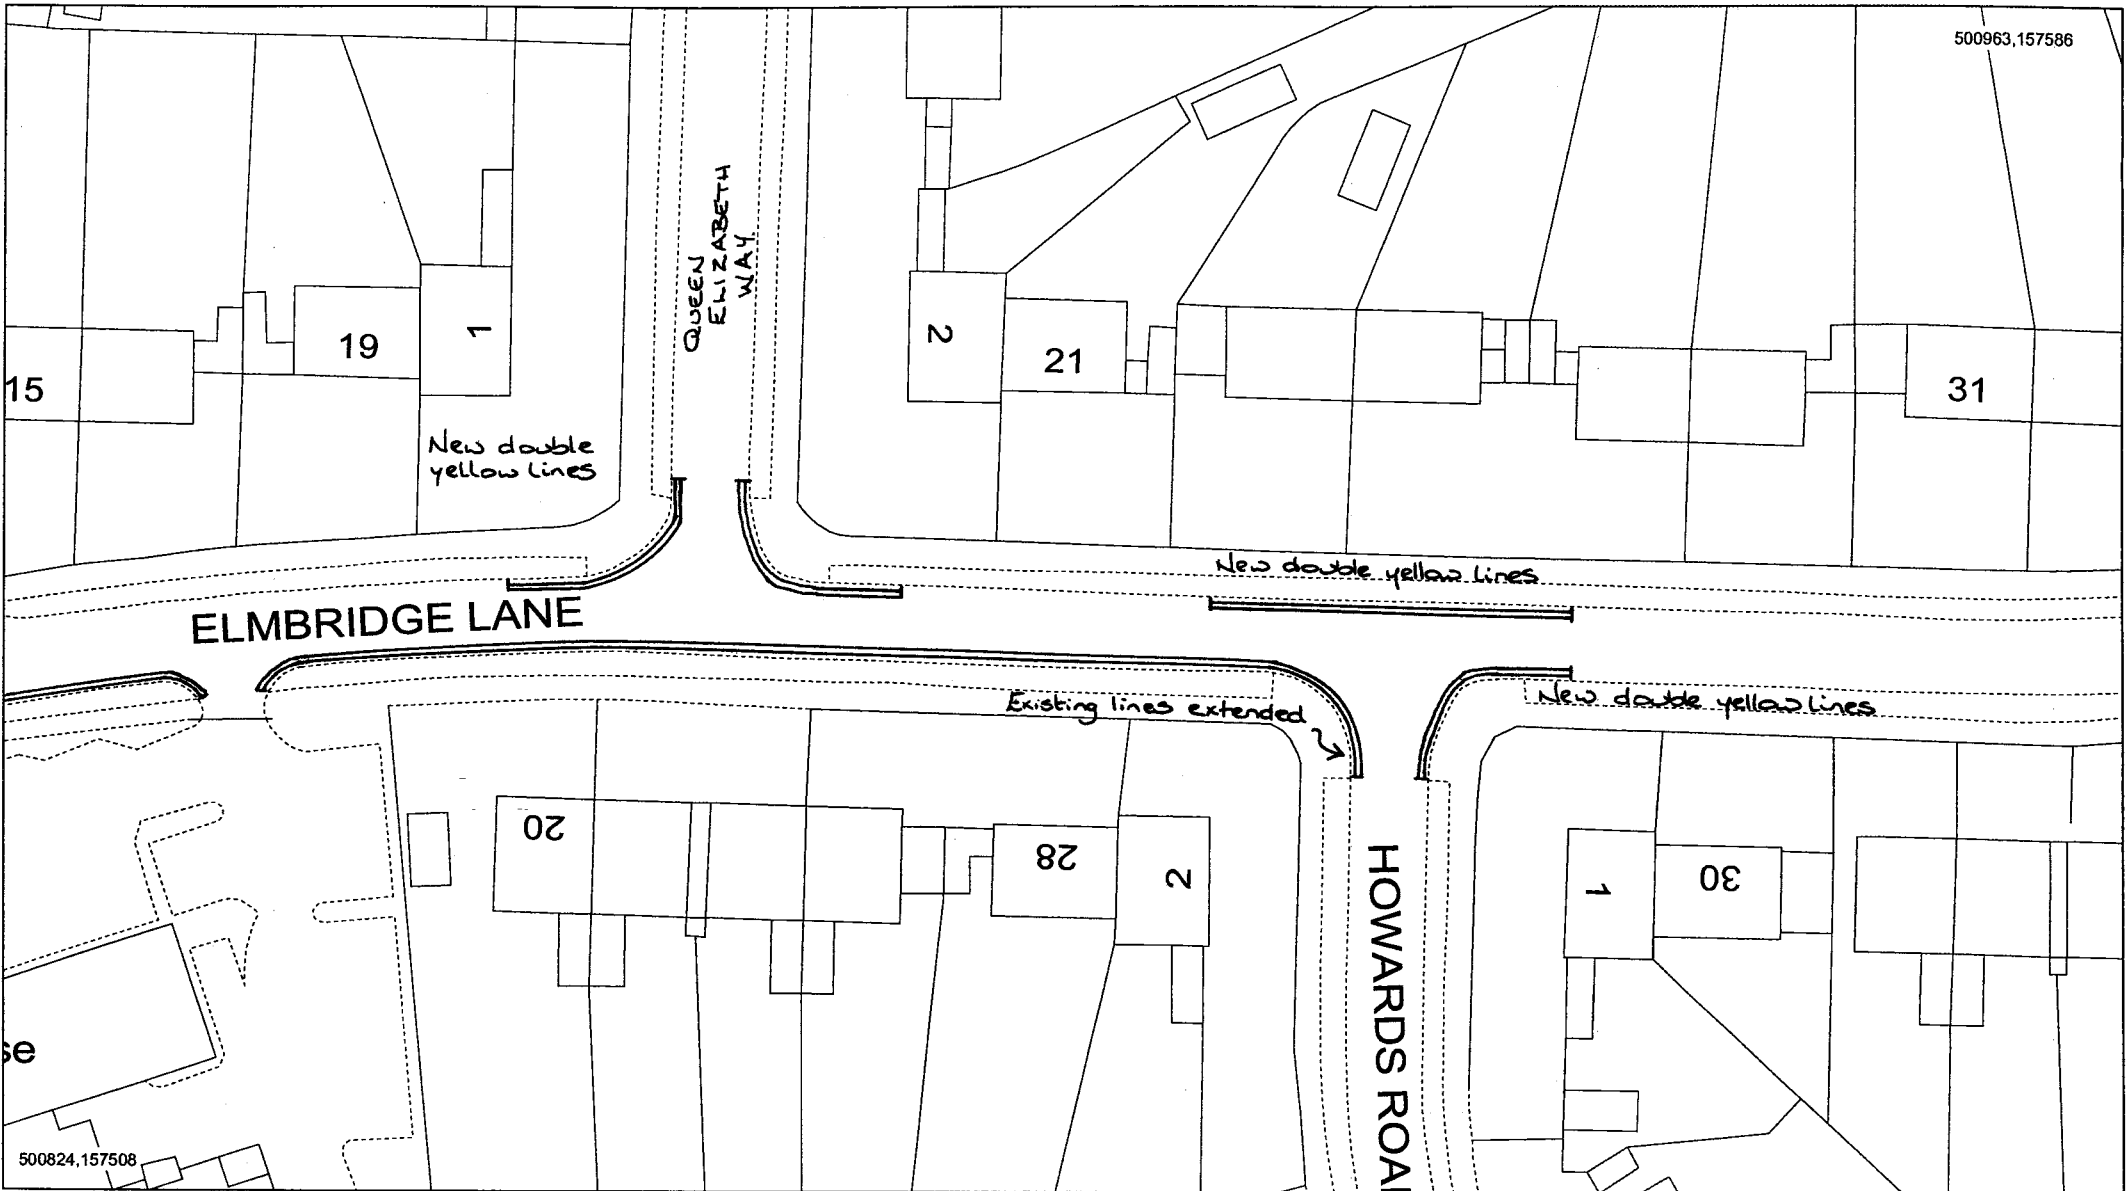 500963,157586
QUEEN
ELIZABETH
WAY.
19
1
2
21
15
31
New double
yellow lines
New double yellow lines
ELMBRIDGE LANE
Existing lines extended
New double yellow lines
20
28
2
1
30
HOWARDS ROA
se
500824,157508